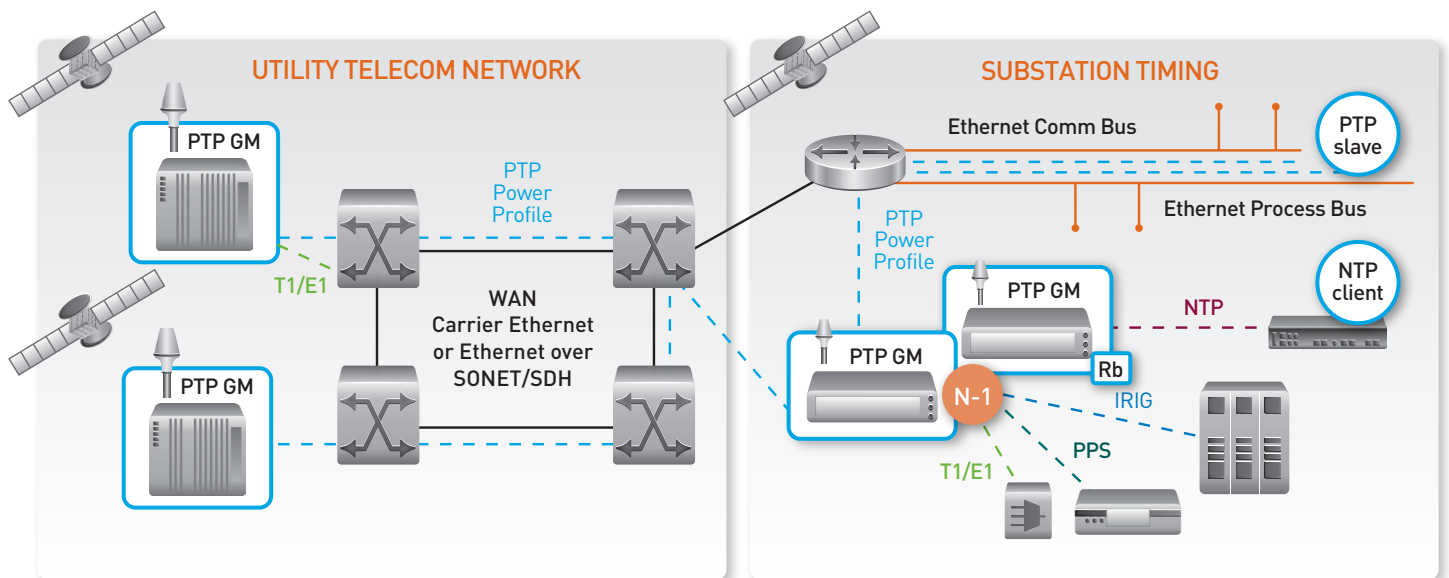 UTILITY TELECOM NETWORK
PTP GM
T1/E1
PTP
Power
Profile
WAN
Carrier Ethernet
or Ethernet over
SONET/SDH
PTP GM
SUBSTATION TIMING
Ethernet Comm Bus
PTP
slave
Ethernet Process Bus
PTP
Power
Profile
PTP GM
Rb
NTP
NTP
client
PTP GM
N-1
IRIG
PPS
T1/E1